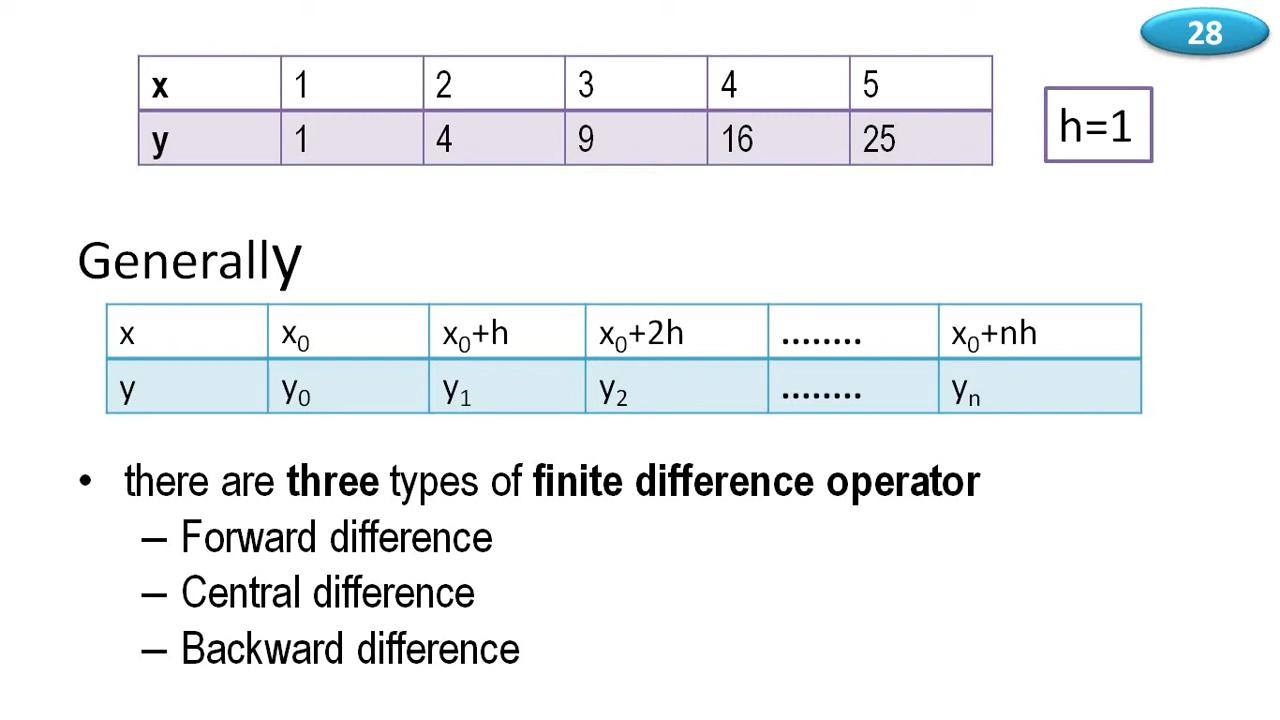 28
x 1 2 3 4 5
y 1 4 9 16 25
h=1
Generally
x x₀ x₀+h x₀+2h ........ x₀+nh
y y₀ y₁ y₂ ........ yₙ
• there are three types of finite difference operator
– Forward difference
– Central difference
– Backward difference